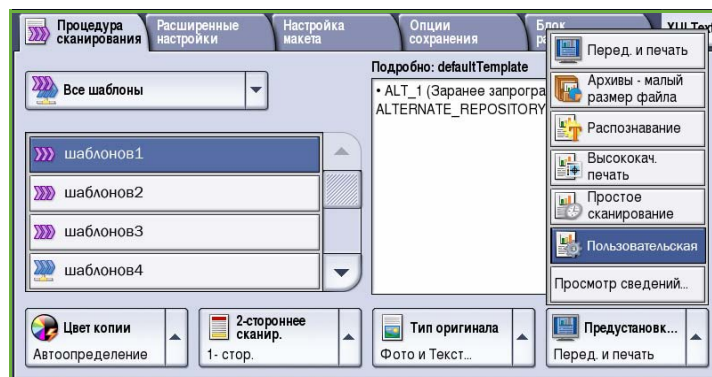 Процедура
сканирования
Расширенные
настройки
Настройка
макета
Опции
сохранения
Блок
Подробно: defaultTemplate
Все шаблоны
• ALT_1 (Заранее
ALTERNATE_REPOSITORY
шаблонов1
шаблонов2
шаблонов3
шаблонов4
Перед. и печать
Архивы - малый
размер файла
Распознавание
Высококач.
печать
Простое
сканирование
Пользовательская
Просмотр сведений...
Цвет копии
Автоопределение
2-стороннее
сканир.
1- стор.
Тип оригинала
Фото и Текст...
Предустановк...
Перед. и печать